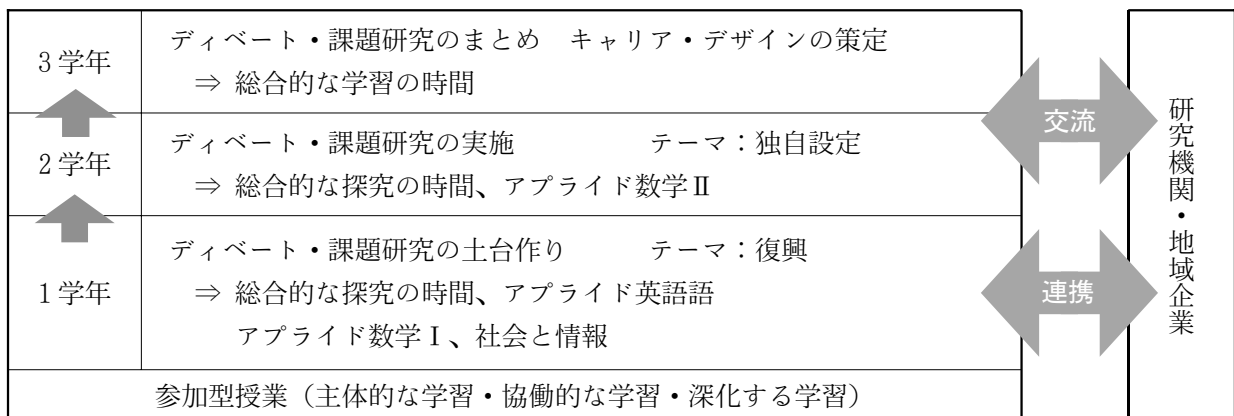 3学年
ディベート・課題研究のまとめ　キャリア・デザインの策定
⇒ 総合的な学習の時間
2学年
ディベート・課題研究の実施　　　　テーマ：独自設定
⇒ 総合的な探究の時間、アプライド数学Ⅱ
1学年
ディベート・課題研究の土台作り　　　テーマ：復興
⇒ 総合的な探究の時間、アプライド英語語
アプライド数学Ⅰ、社会と情報
参加型授業（主体的な学習・協働的な学習・深化する学習）
交流
連携
研究機関・地域企業